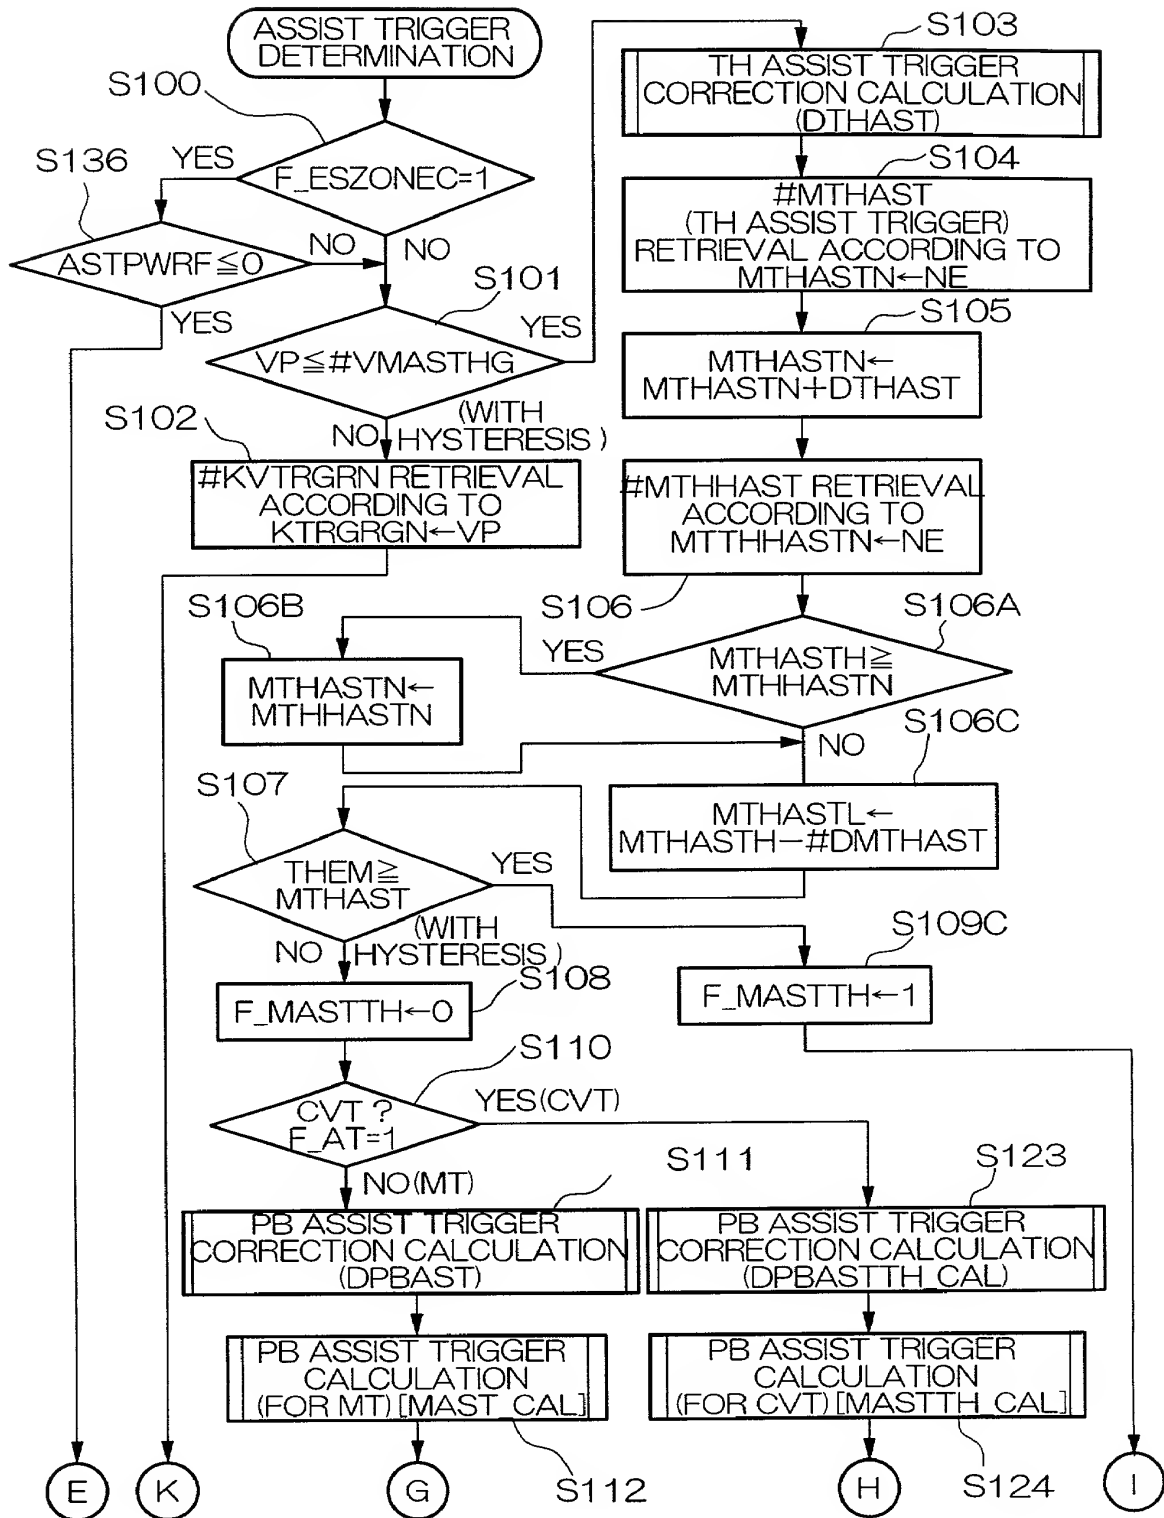 ASSIST TRIGGER
DETERMINATION
S100
F_ESZONEC=1
YES
NO
S136
ASTPWRF≦0
NO
YES
S101
VP≦#VMASTHG
YES
(WITH
HYSTERESIS)
NO
S102
#KVTRGRN RETRIEVAL
ACCORDING TO
KTRGRGN←VP
S103
TH ASSIST TRIGGER
CORRECTION CALCULATION
(DTHAST)
S104
#MTHAST
(TH ASSIST TRIGGER)
RETRIEVAL ACCORDING TO
MTHASTN←NE
S105
MTHASTN←
MTHASTN+DTHAST
#MTHHAST RETRIEVAL
ACCORDING TO
MTTHHASTN←NE
S106
S106A
MTHASTH≧
MTHHASTN
YES
NO
S106B
MTHASTN←
MTHHASTN
S106C
MTHASTL←
MTHASTH−#DMTHAST
S107
THEM≧
MTHAST
YES
(WITH
HYSTERESIS)
NO
S108
F_MASTTH←0
S109C
F_MASTTH←1
S110
CVT ?
F_AT=1
YES(CVT)
NO(MT)
S111
PB ASSIST TRIGGER
CORRECTION CALCULATION
(DPBAST)
S123
PB ASSIST TRIGGER
CORRECTION CALCULATION
(DPBASTTH_CAL)
PB ASSIST TRIGGER
CALCULATION
(FOR MT) [MAST_CAL]
S112
PB ASSIST TRIGGER
CALCULATION
(FOR CVT) [MASTTH_CAL]
S124
E
K
G
H
I